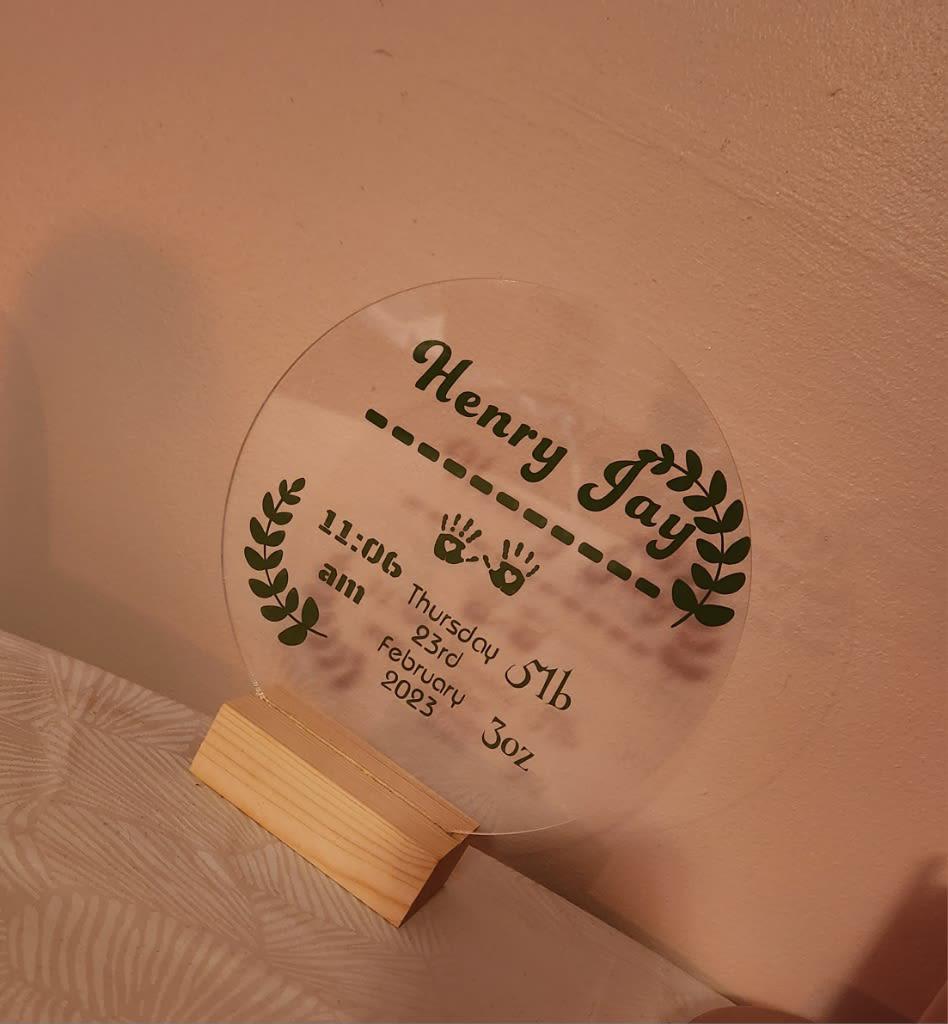 Henry Jay
11:06
am
Thursday
23rd
February
2023
5lb
3oz